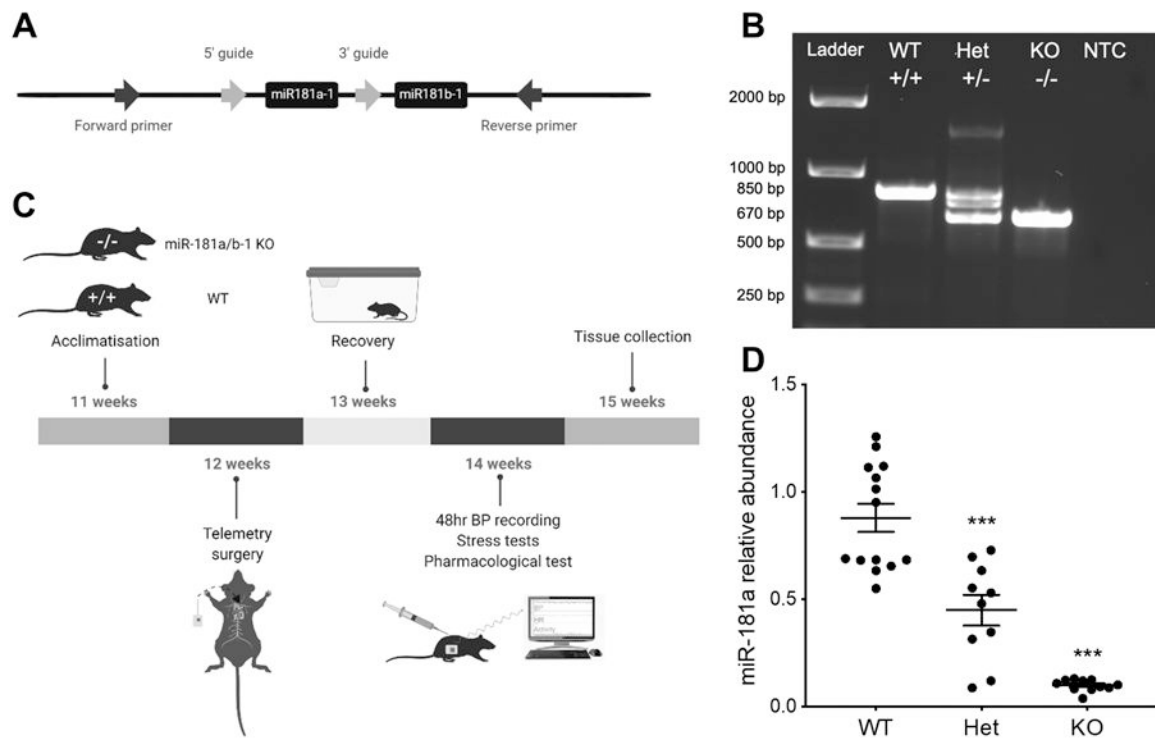 A
5' guide
3' guide
miR181a-1
miR181b-1
Forward primer
Reverse primer
B
Ladder
WT
+/+
Het
+/-
KO
-/-
NTC
2000 bp
1000 bp
850 bp
670 bp
500 bp
250 bp
C
-/-
miR-181a/b-1 KO
+/+
WT
Acclimatisation
Recovery
Tissue collection
11 weeks
13 weeks
15 weeks
12 weeks
14 weeks
Telemetry
surgery
48hr BP recording
Stress tests
Pharmacological test
BP
HR
Activity
D
miR-181a relative abundance
1.5
1.0
0.5
0.0
***
***
WT
Het
KO